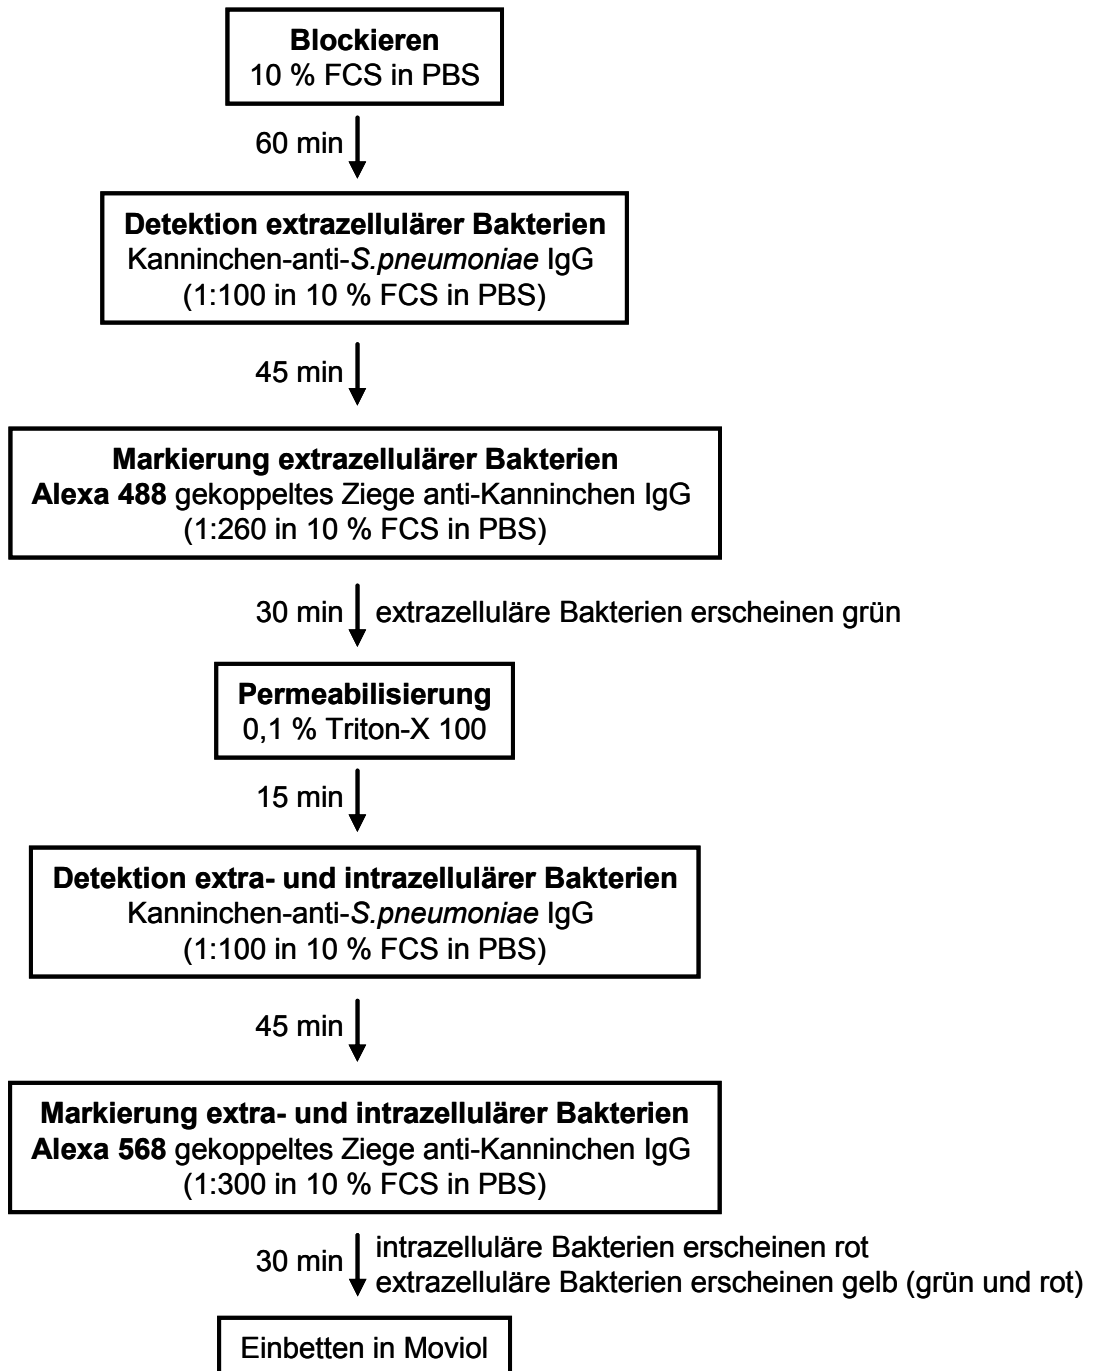 Blockieren
10 % FCS in PBS
60 min
Detektion extrazellulärer Bakterien
Kanninchen-anti-S.pneumoniae IgG
(1:100 in 10 % FCS in PBS)
45 min
Markierung extrazellulärer Bakterien
Alexa 488 gekoppeltes Ziege anti-Kanninchen IgG
(1:260 in 10 % FCS in PBS)
30 min extrazelluläre Bakterien erscheinen grün
Permeabilisierung
0,1 % Triton-X 100
15 min
Detektion extra- und intrazellulärer Bakterien
Kanninchen-anti-S.pneumoniae IgG
(1:100 in 10 % FCS in PBS)
45 min
Markierung extra- und intrazellulärer Bakterien
Alexa 568 gekoppeltes Ziege anti-Kanninchen IgG
(1:300 in 10 % FCS in PBS)
30 min
intrazelluläre Bakterien erscheinen rot
extrazelluläre Bakterien erscheinen gelb (grün und rot)
Einbetten in Moviol